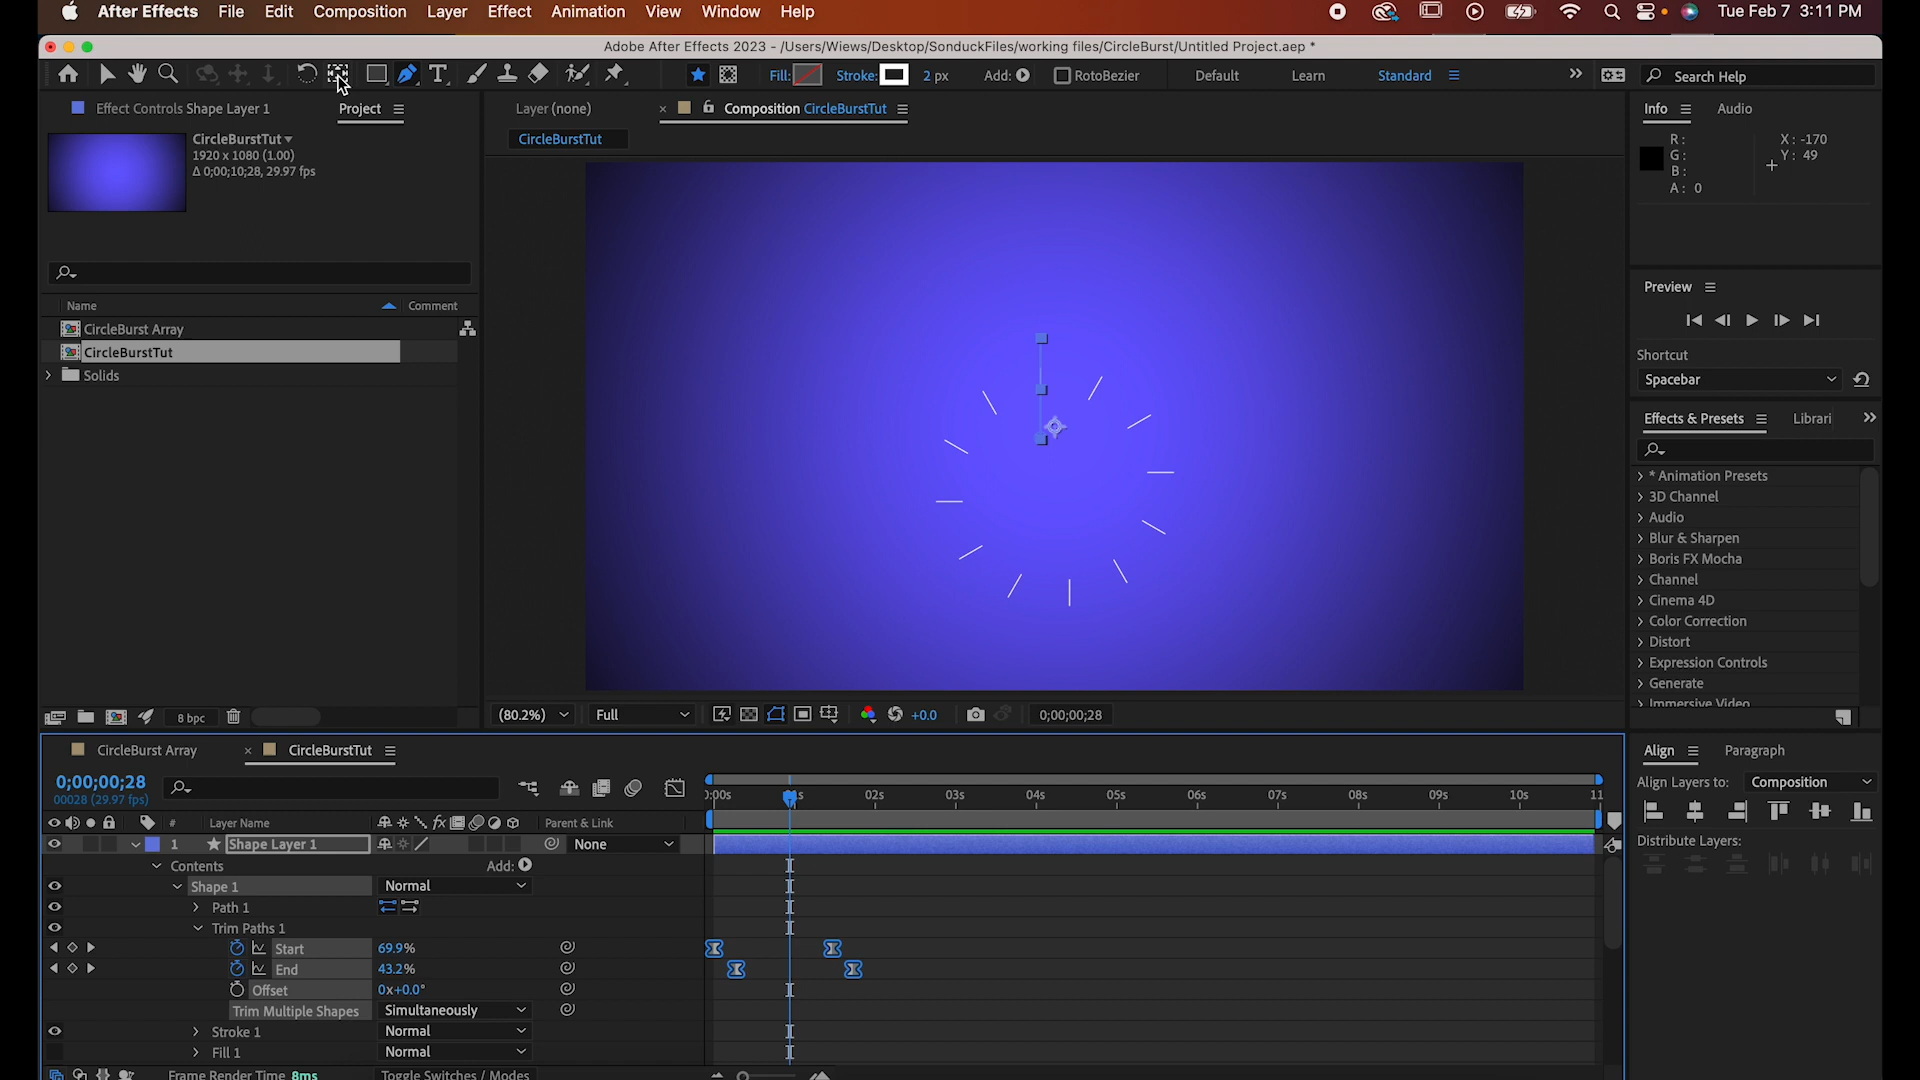 After Effects File Edit Composition Layer Effect Animation View Window Help Tue Feb 7 3:11 PM
Adobe After Effects 2023 - /Users/Wiews/Desktop/SonduckFiles/working files/CircleBurst/Untitled Project.aep *
Fill: Stroke: 2 px Add: RotoBezier Default Learn Standard Search Help
Effect Controls Shape Layer 1 Project
Layer (none) Composition CircleBurstTut
Info Audio
CircleBurstTut
1920 x 1080 (1.00)
Δ 0;00;10;28, 29.97 fps
CircleBurstTut
R:
G:
B:
A: 0
X: -170
Y: 49
Preview
Name Comment
CircleBurst Array
CircleBurstTut
Solids
Shortcut
Spacebar
Effects & Presets Librari
* Animation Presets
3D Channel
Audio
Blur & Sharpen
Boris FX Mocha
Channel
Cinema 4D
Color Correction
Distort
Expression Controls
Generate
Immersive Video
8 bpc
(80.2%) Full +0.0 0;00;00;28
CircleBurst Array CircleBurstTut
Align Paragraph
0;00;00;28
00028 (29.97 fps)
Align Layers to: Composition
Distribute Layers:
02s 03s 04s 05s 06s 07s 08s 09s 10s 11
# Layer Name Parent & Link
1 Shape Layer 1 None
Contents Add:
Shape 1 Normal
Path 1
Trim Paths 1
Start 69.9%
End 43.2%
Offset 0x+0.0°
Trim Multiple Shapes Simultaneously
Stroke 1 Normal
Fill 1 Normal
Frame Render Time 8ms Toggle Switches / Modes